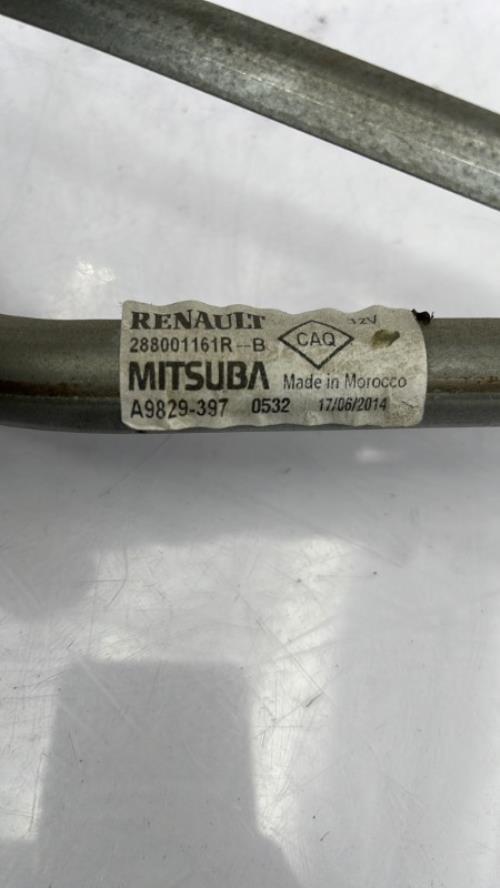 RENAULT 12V
288001161R-B CAQ
MITSUBA Made in Morocco
A9829-397 0532 17/06/2014